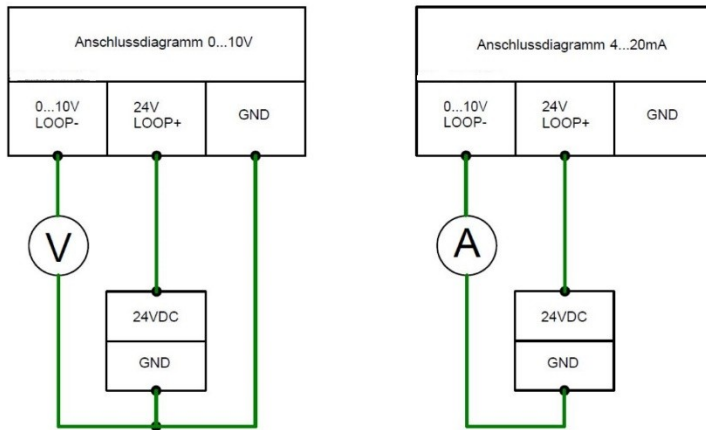 Anschlussdiagramm 0...10V
0...10V
LOOP-
24V
LOOP+
GND
V
24VDC
GND
Anschlussdiagramm 4...20mA
0...10V
LOOP-
24V
LOOP+
GND
A
24VDC
GND